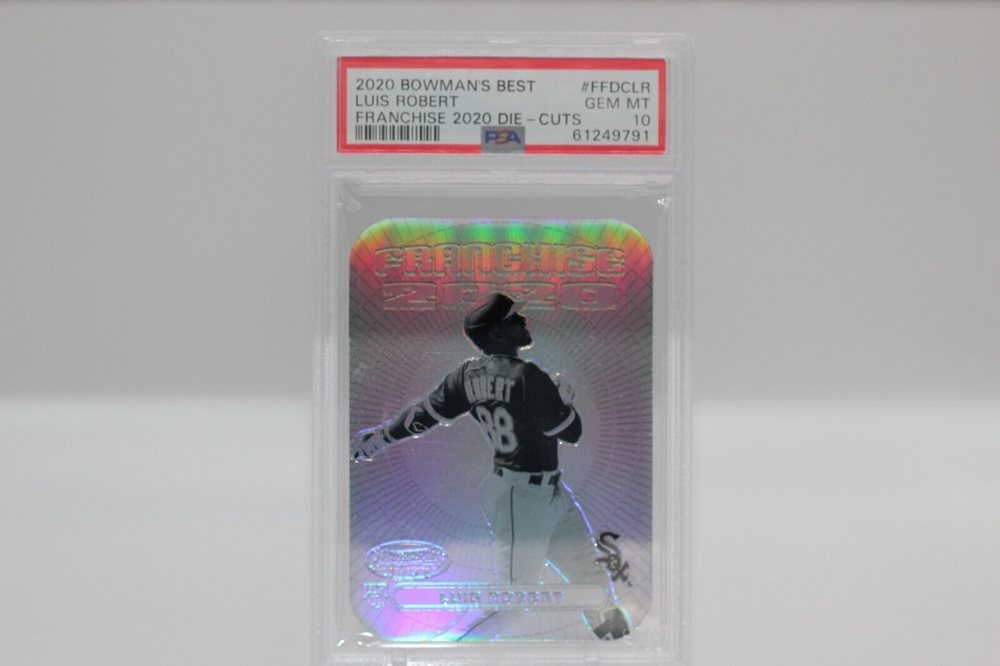 2020 BOWMAN'S BEST #FFDCLR
LUIS ROBERT GEM MT
FRANCHISE 2020 DIE-CUTS 10
PSA 61249791
FRANCHISE
2020
ROBERT
88
Sox
LUIS ROBERT